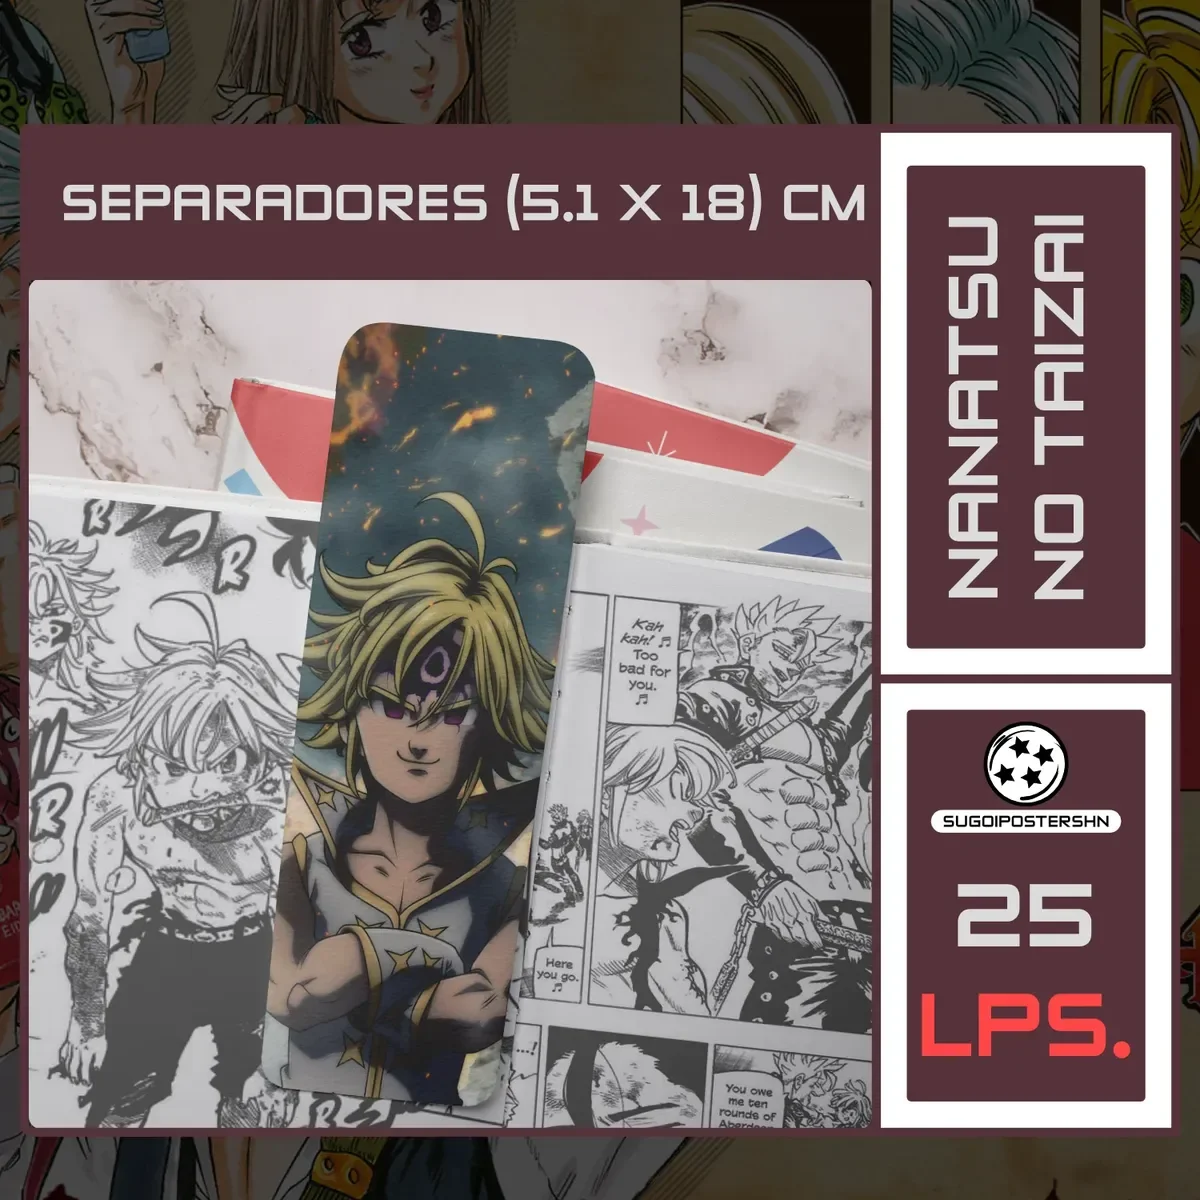 SEPARADORES (5.1 X 18) CM
NANATSU
NO TAIZAI
SUGOIPOSTERSHN
25
LPS.
Kah
kah! ♫
Too
bad for
you.
♫
Here
you go.
♫
...!
You owe
me ten
rounds of